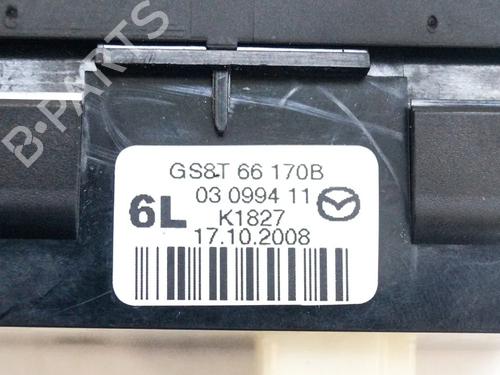 B-PARTS
GS8T 66 170B
6L
03 0994 11
K1827
17.10.2008